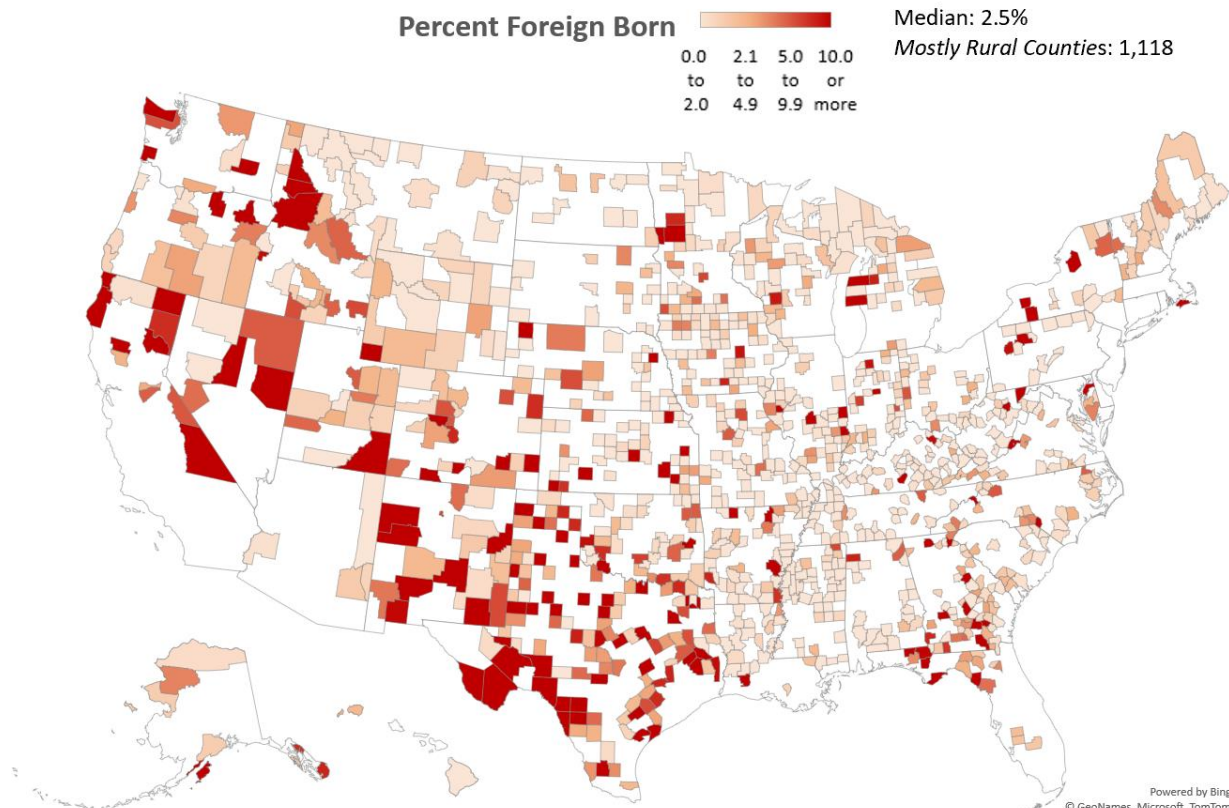 Percent Foreign Born
0.0 2.1 5.0 10.0
to to to or
2.0 4.9 9.9 more
Median: 2.5%
Mostly Rural Counties: 1,118
Powered by Bing
© GeoNames, Microsoft, TomTom